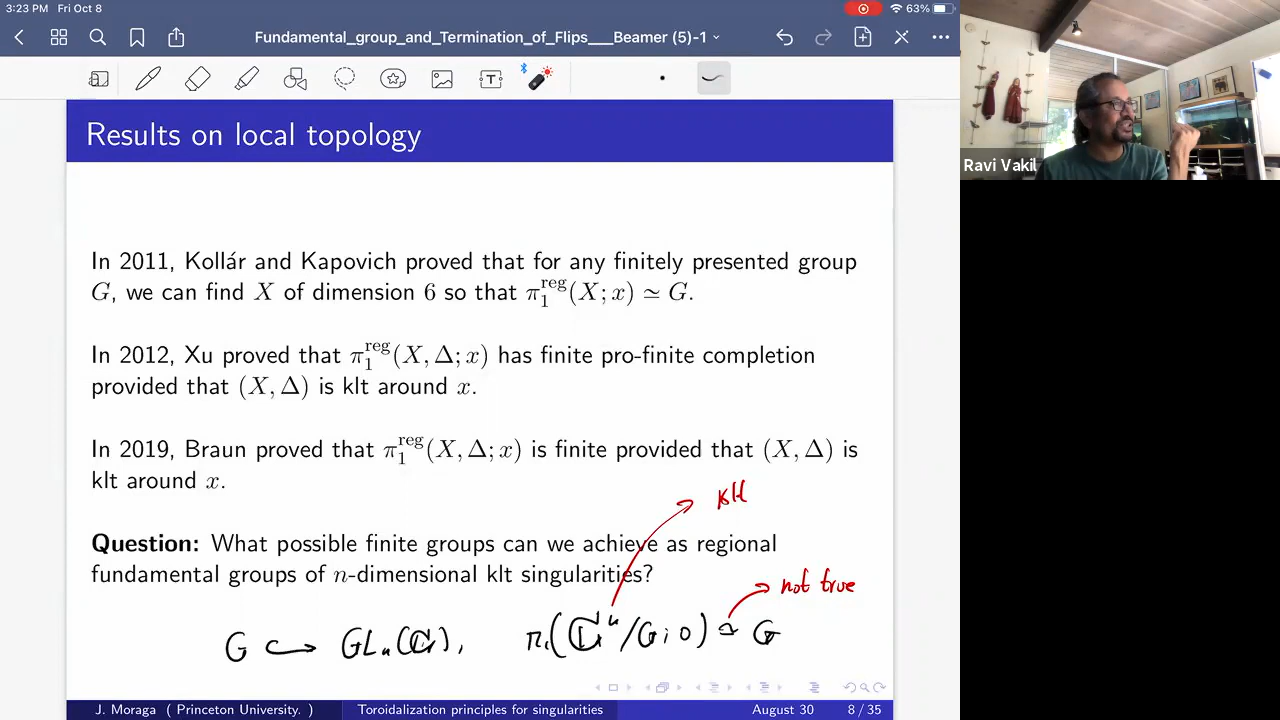 3:23 PM Fri Oct 8
63%
Fundamental_group_and_Termination_of_Flips___Beamer (5)-1
Results on local topology
Ravi Vakil
In 2011, Kollár and Kapovich proved that for any finitely presented group
G, we can find X of dimension 6 so that π₁^reg(X; x) ≃ G.
In 2012, Xu proved that π₁^reg(X, Δ; x) has finite pro-finite completion
provided that (X, Δ) is klt around x.
In 2019, Braun proved that π₁^reg(X, Δ; x) is finite provided that (X, Δ) is
klt around x.
klt
Question: What possible finite groups can we achieve as regional
fundamental groups of n-dimensional klt singularities?
not true
G ↪ GLₙ(ℂ), π₁(ℂⁿ/G; 0) ≃ G
J. Moraga ( Princeton University. ) Toroidalization principles for singularities August 30 8 / 35